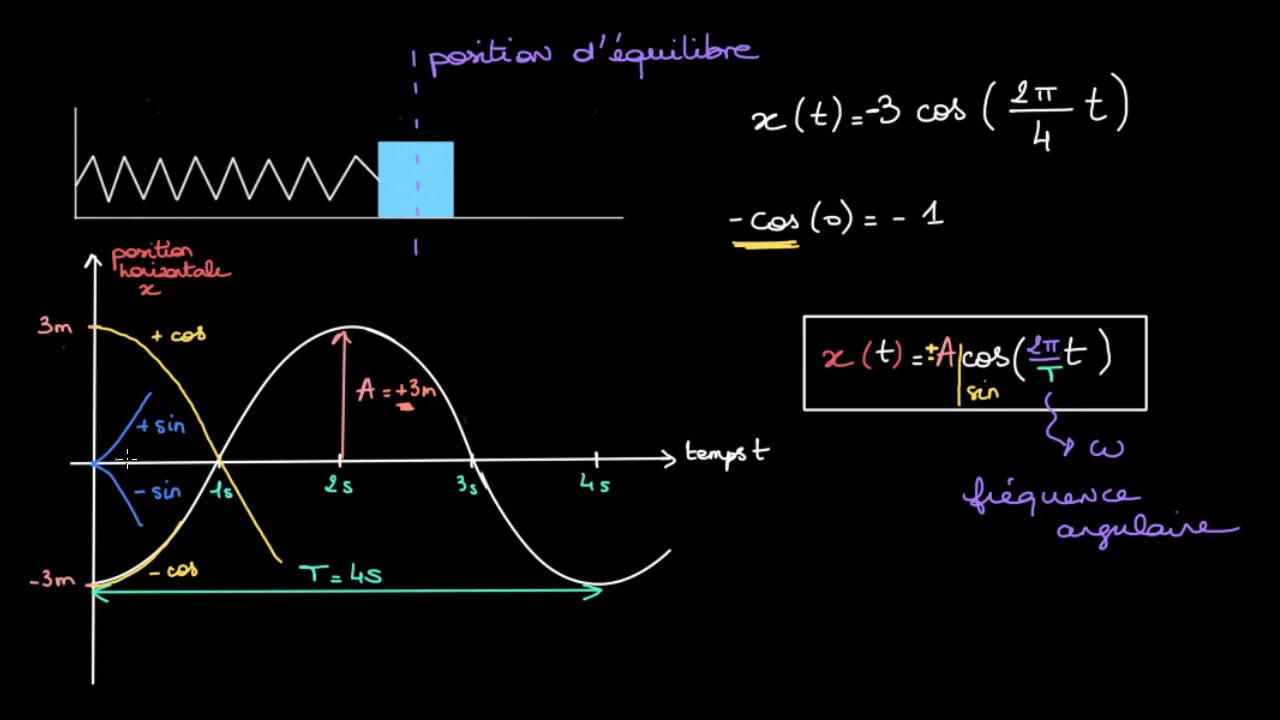 position d'équilibre
x(t) = -3 cos (2π/4 t)
-cos(0) = -1
position
horizontale
x
3m
+ cos
A = +3m
+ sin
- sin
1s
2s
3s
4s
temps t
-3m
- cos
T = 4s
x(t) = ±A cos(2π/T t)
sin
ω
fréquence
angulaire